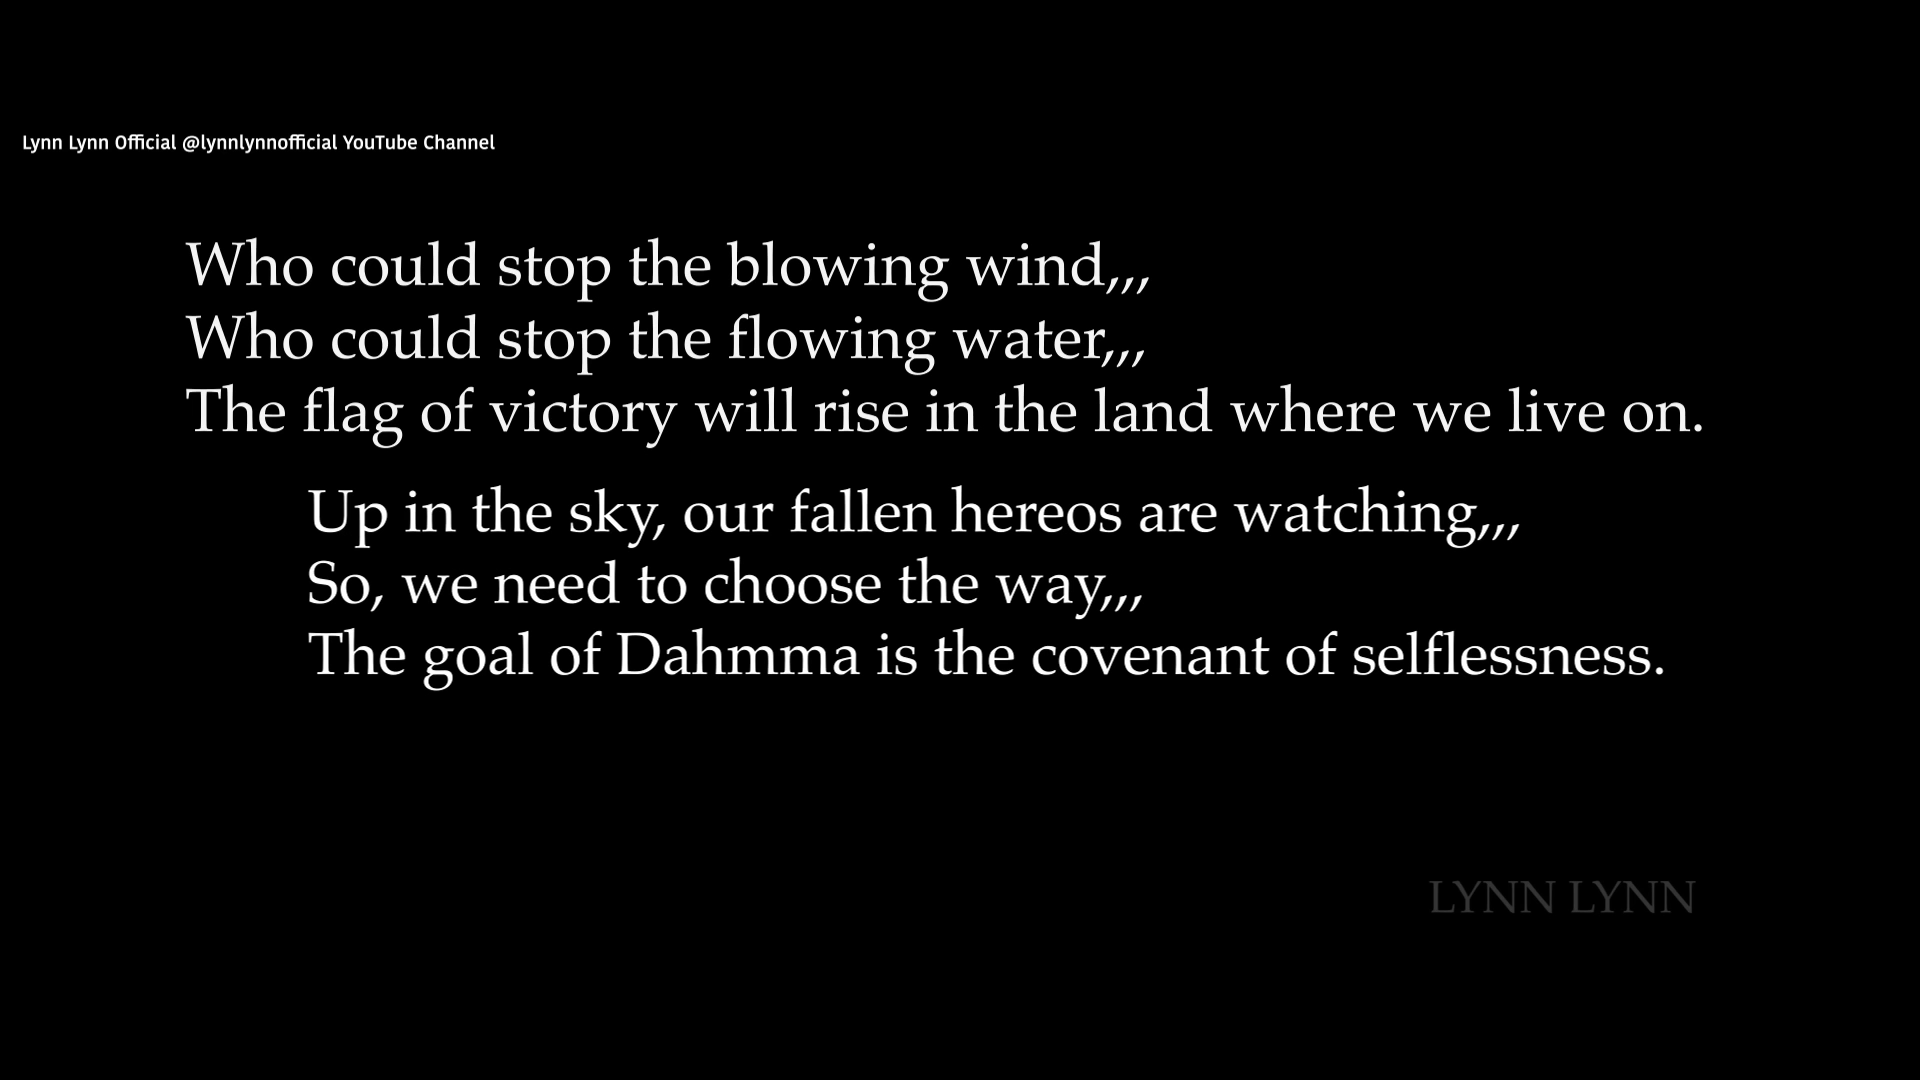 Lynn Lynn Official @lynnlynnofficial YouTube Channel
Who could stop the blowing wind,,,
Who could stop the flowing water,,,
The flag of victory will rise in the land where we live on.
Up in the sky, our fallen hereos are watching,,,
So, we need to choose the way,,,
The goal of Dahmma is the covenant of selflessness.
LYNN LYNN